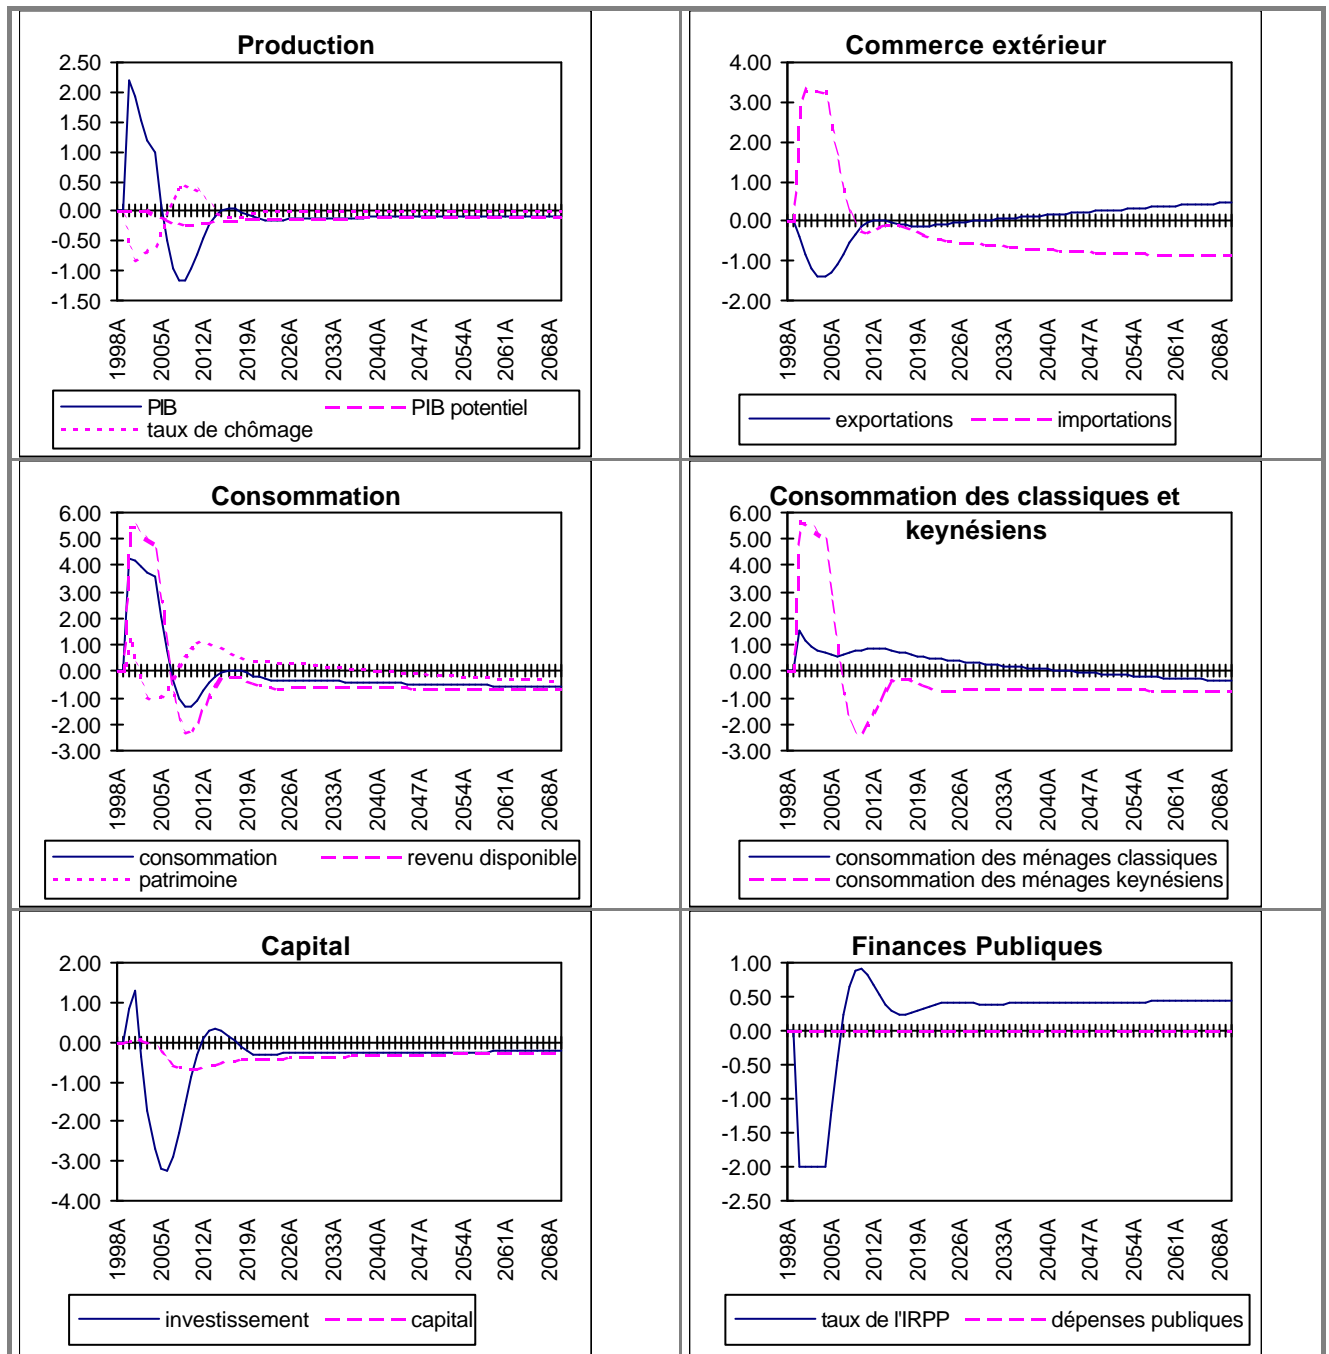 Production
2.50
2.00
1.50
1.00
0.50
0.00
-0.50
-1.00
-1.50
1998A
2005A
2012A
2019A
2026A
2033A
2040A
2047A
2054A
2061A
2068A
PIB
PIB potentiel
taux de chômage
Commerce extérieur
4.00
3.00
2.00
1.00
0.00
-1.00
-2.00
1998A
2005A
2012A
2019A
2026A
2033A
2040A
2047A
2054A
2061A
2068A
exportations
importations
Consommation
6.00
5.00
4.00
3.00
2.00
1.00
0.00
-1.00
-2.00
-3.00
1998A
2005A
2012A
2019A
2026A
2033A
2040A
2047A
2054A
2061A
2068A
consommation
revenu disponible
patrimoine
Consommation des classiques et
keynésiens
6.00
5.00
4.00
3.00
2.00
1.00
0.00
-1.00
-2.00
-3.00
1998A
2005A
2012A
2019A
2026A
2033A
2040A
2047A
2054A
2061A
2068A
consommation des ménages classiques
consommation des ménages keynésiens
Capital
2.00
1.00
0.00
-1.00
-2.00
-3.00
-4.00
1998A
2005A
2012A
2019A
2026A
2033A
2040A
2047A
2054A
2061A
2068A
investissement
capital
Finances Publiques
1.00
0.50
0.00
-0.50
-1.00
-1.50
-2.00
-2.50
1998A
2005A
2012A
2019A
2026A
2033A
2040A
2047A
2054A
2061A
2068A
taux de l'IRPP
dépenses publiques